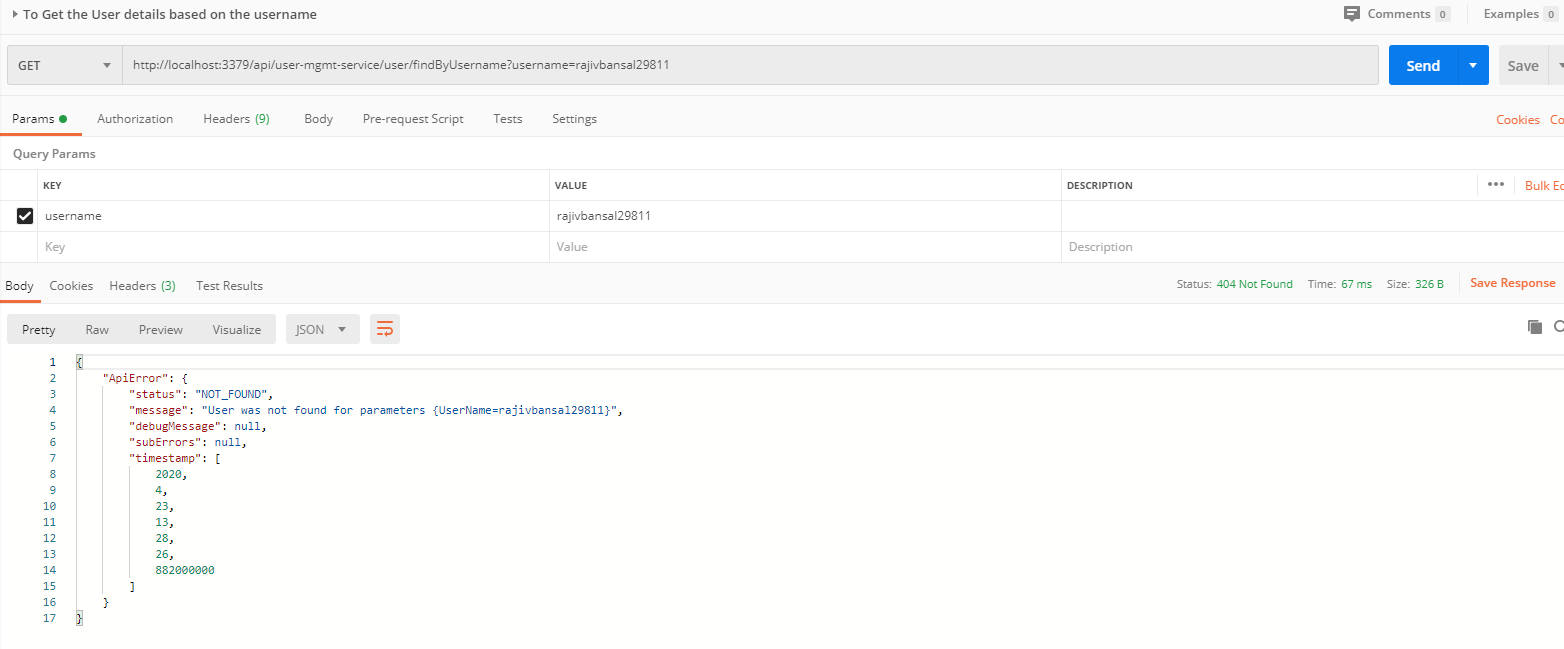 To Get the User details based on the username
Comments 0 Examples 0
GET http://localhost:3379/api/user-mgmt-service/user/findByUsername?username=rajivbansal29811 Send Save
Params Authorization Headers (9) Body Pre-request Script Tests Settings Cookies Co
Query Params
KEY VALUE DESCRIPTION ••• Bulk Ec
username rajivbansal29811
Key Value Description
Body Cookies Headers (3) Test Results Status: 404 Not Found Time: 67 ms Size: 326 B Save Response
Pretty Raw Preview Visualize JSON
1 {
2 "ApiError": {
3 "status": "NOT_FOUND",
4 "message": "User was not found for parameters {UserName=rajivbansal29811}",
5 "debugMessage": null,
6 "subErrors": null,
7 "timestamp": [
8 2020,
9 4,
10 23,
11 13,
12 28,
13 26,
14 882000000
15 ]
16 }
17 }